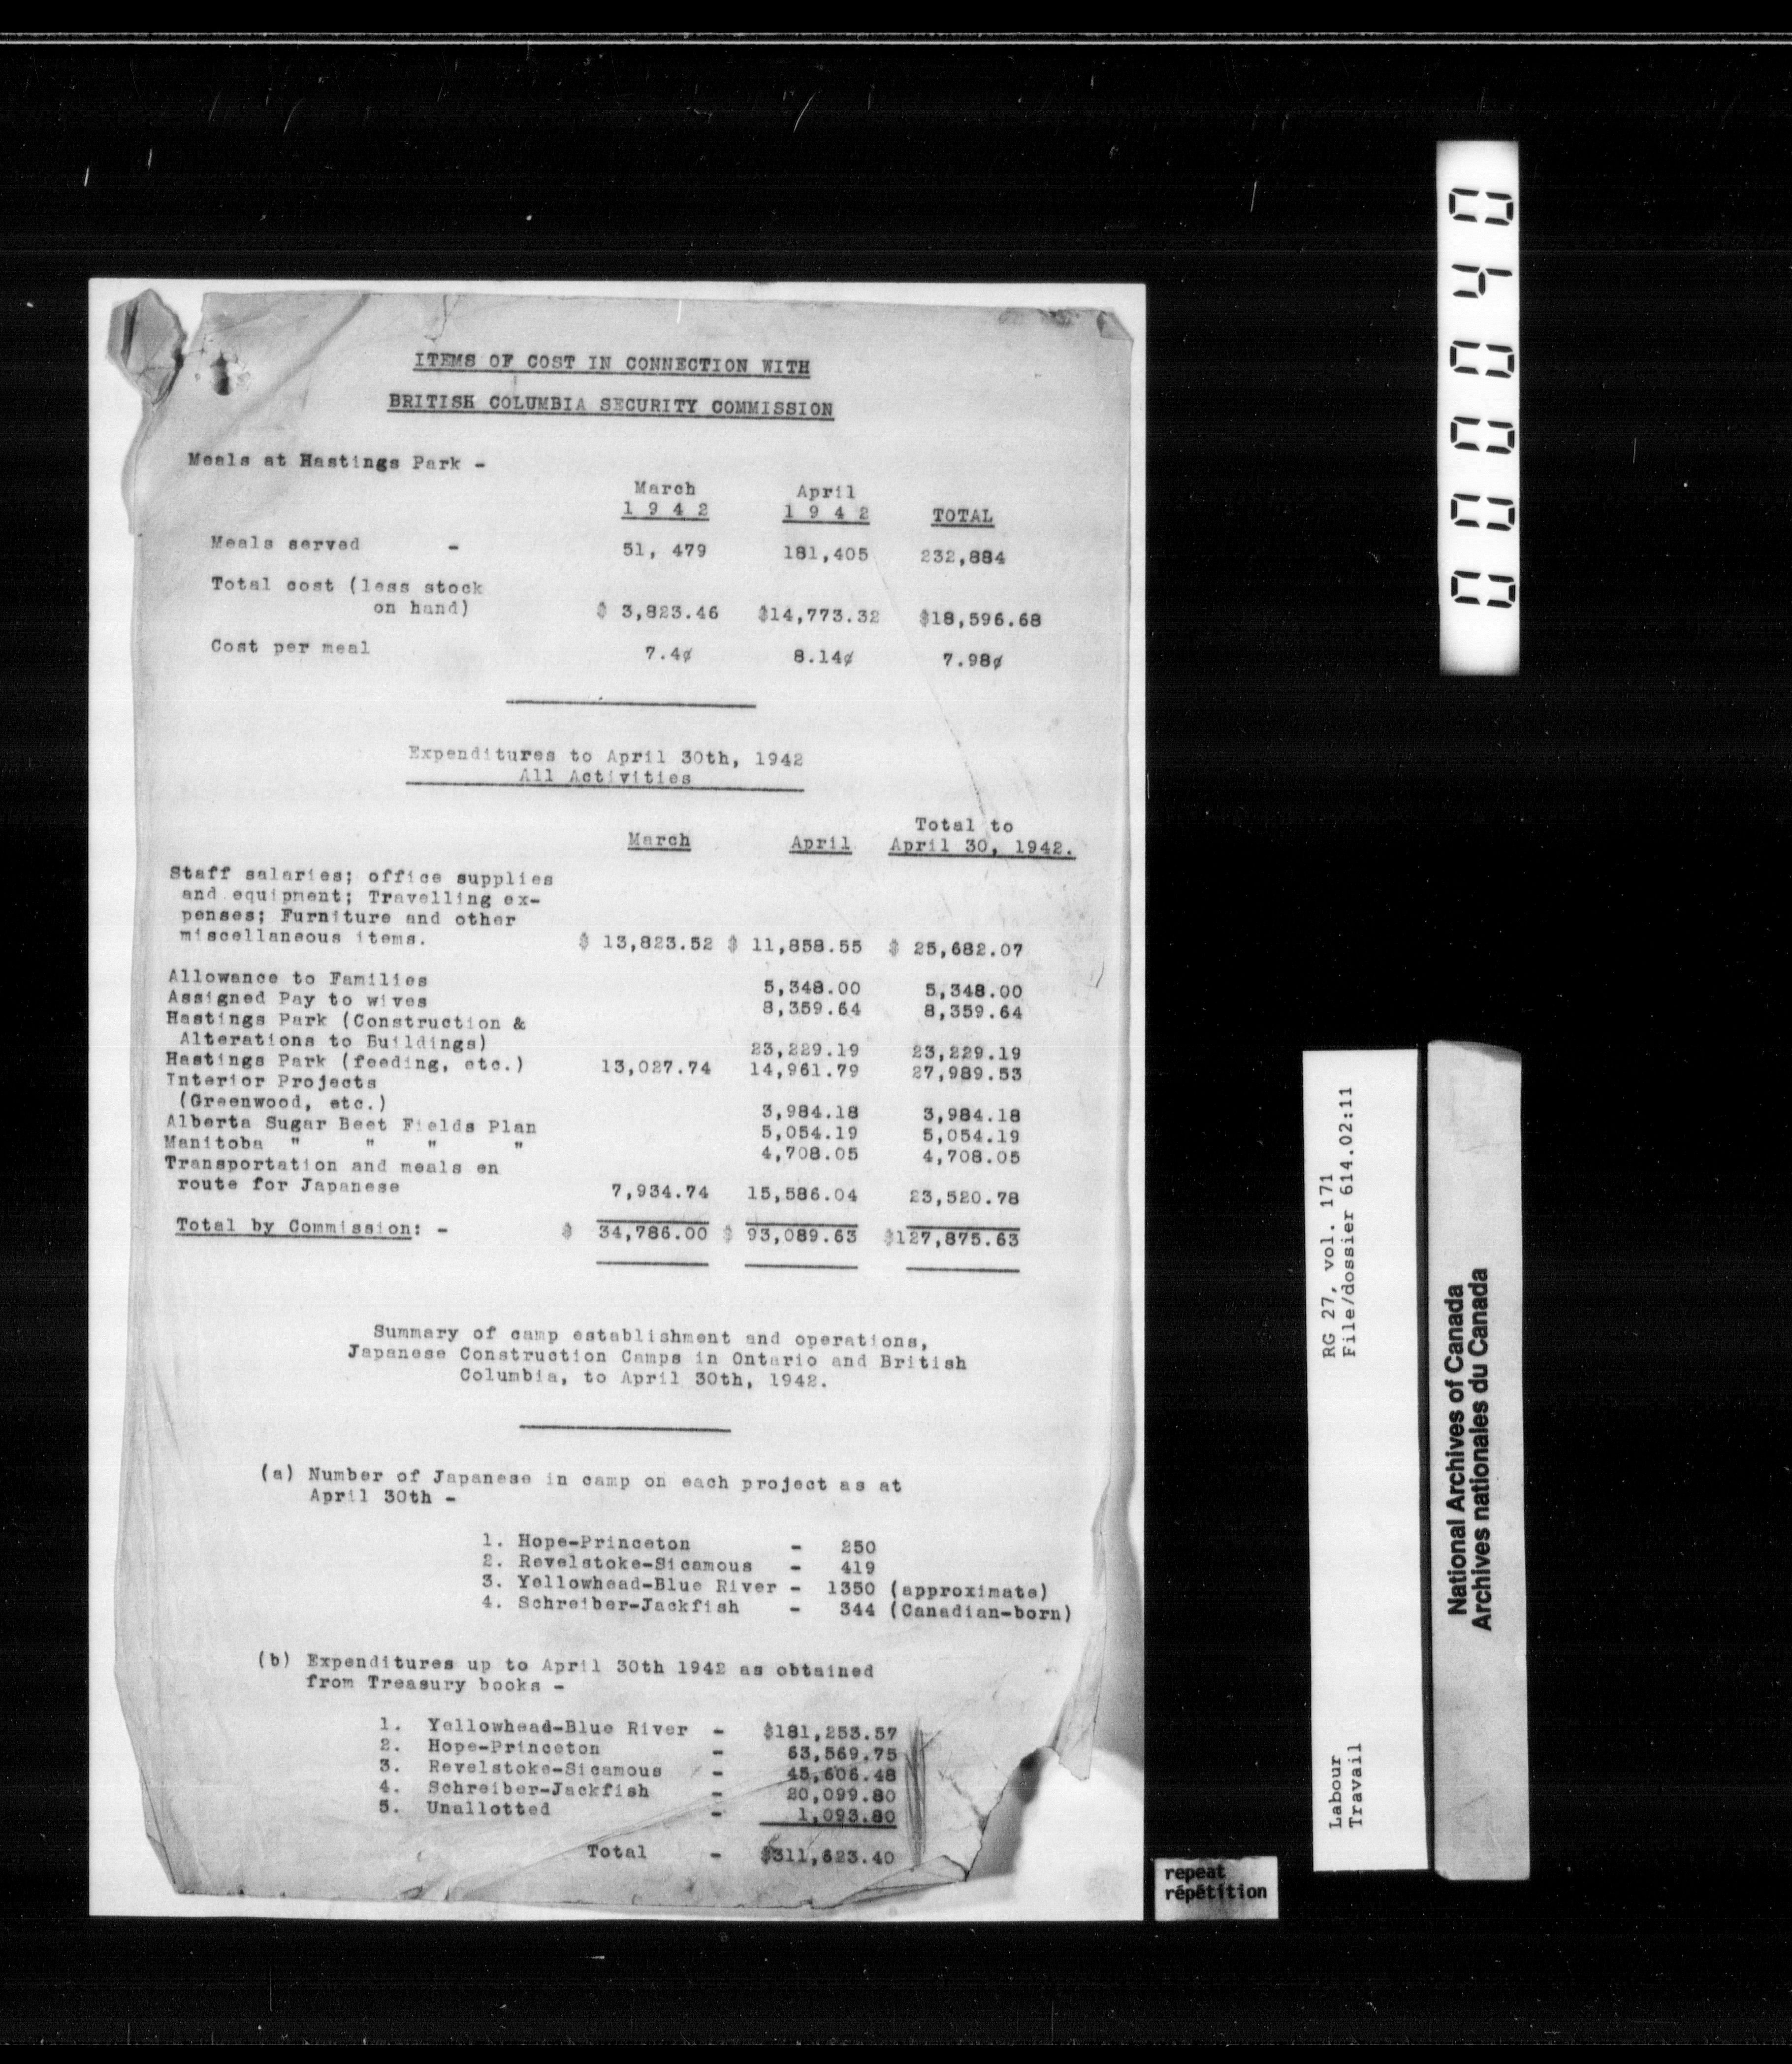 ITEMS OF COST IN CONNECTION WITH
BRITISH COLUMBIA SECURITY COMMISSION
Meals at Hastings Park -
March April
1 9 4 2 1 9 4 2 TOTAL
Meals served - 51, 479 181,405 232,884
Total cost (less stock
on hand) $ 3,823.46 $14,773.32 $18,596.68
Cost per meal 7.4¢ 8.14¢ 7.98¢
Expenditures to April 30th, 1942
All Activities
Total to
March April April 30, 1942.
Staff salaries; office supplies
and equipment; Travelling ex-
penses; Furniture and other
miscellaneous items. $ 13,823.52 $ 11,858.55 $ 25,682.07
Allowance to Families 5,348.00 5,348.00
Assigned Pay to wives 8,359.64 8,359.64
Hastings Park (Construction &
Alterations to Buildings) 23,229.19 23,229.19
Hastings Park (feeding, etc.) 13,027.74 14,961.79 27,989.53
Interior Projects
(Greenwood, etc.) 3,984.18 3,984.18
Alberta Sugar Beet Fields Plan 5,054.19 5,054.19
Manitoba " " " " 4,708.05 4,708.05
Transportation and meals en
route for Japanese 7,934.74 15,586.04 23,520.78
Total by Commission: - $ 34,786.00 $ 93,089.63 $127,875.63
Summary of camp establishment and operations,
Japanese Construction Camps in Ontario and British
Columbia, to April 30th, 1942.
(a) Number of Japanese in camp on each project as at
April 30th -
1. Hope-Princeton - 250
2. Revelstoke-Sicamous - 419
3. Yellowhead-Blue River - 1350 (approximate)
4. Schreiber-Jackfish - 344 (Canadian-born)
(b) Expenditures up to April 30th 1942 as obtained
from Treasury books -
1. Yellowhead-Blue River - $181,253.57
2. Hope-Princeton - 63,569.75
3. Revelstoke-Sicamous - 45,606.48
4. Schreiber-Jackfish - 20,099.80
5. Unallotted - 1,093.80
Total - $311,623.40
repeat
répétition
000040
RG 27, vol. 171
File/dossier 614.02:11
Labour
Travail
National Archives of Canada
Archives nationales du Canada